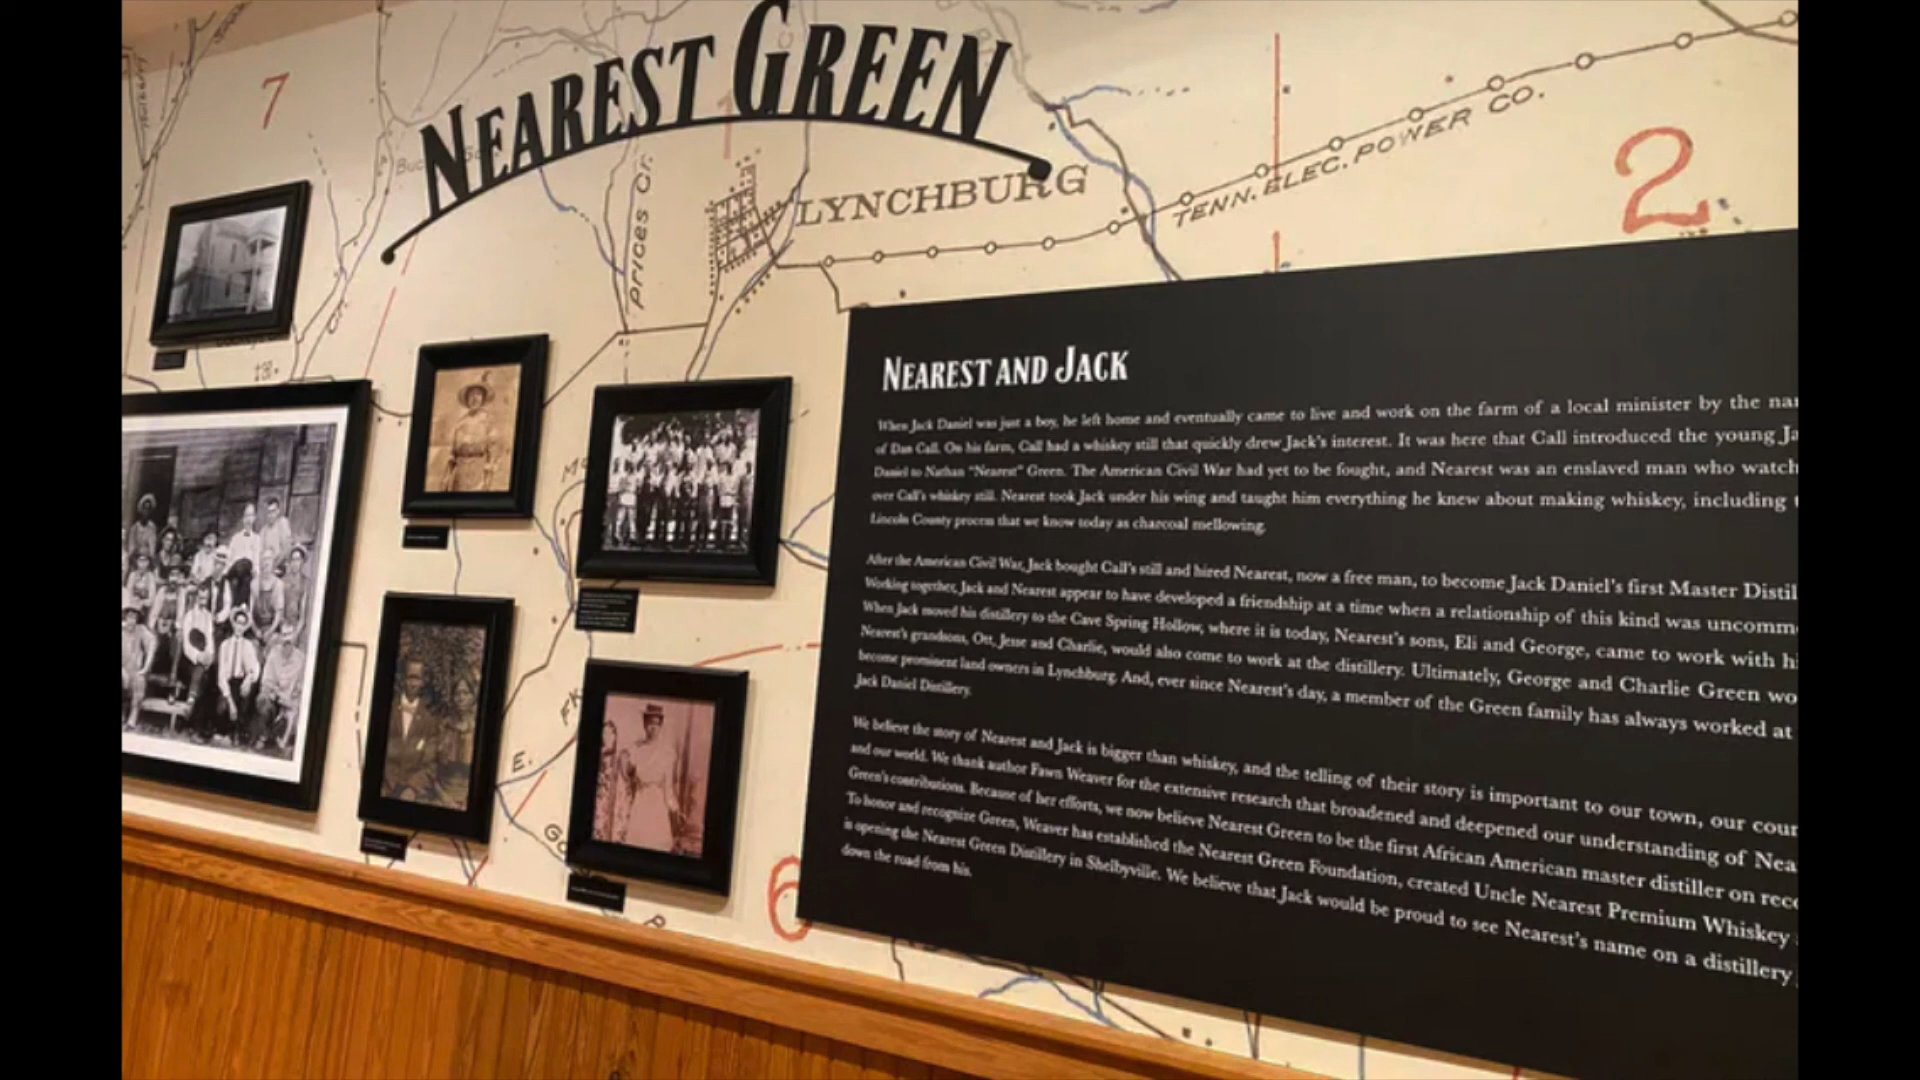 NEAREST GREEN
7
LYNCHBURG
TENN. ELEC. POWER CO.
2
Prices Cr.
Cr.
13.
E.
6
NEAREST AND JACK
When Jack Daniel was just a boy, he left home and eventually came to live and work on the farm of a local minister by the
of Dan Call. On his farm, Call had a whiskey still that quickly drew Jack's interest. It was here that Call introduced the young
Daniel to Nathan "Nearest" Green. The American Civil War had yet to be fought, and Nearest was an enslaved man who watch
over Call's whiskey still. Nearest took Jack under his wing and taught him everything he knew about making whiskey, including
Lincoln County process that we know today as charcoal mellowing.
After the American Civil War, Jack bought Call's still and hired Nearest, now a free man, to become Jack Daniel's first Master Distil
Working together, Jack and Nearest appear to have developed a friendship at a time when a relationship of this kind was uncomm
When Jack moved his distillery to the Cave Spring Hollow, where it is today, Nearest's sons, Eli and George, came to work with h
Nearest's grandsons, Ott, Jesse and Charlie, would also come to work at the distillery. Ultimately, George and Charlie Green wo
become prominent land owners in Lynchburg. And, ever since Nearest's day, a member of the Green family has always worked at
Jack Daniel Distillery.
We believe the story of Nearest and Jack is bigger than whiskey, and the telling of their story is important to our town, our cour
and our world. We thank author Fawn Weaver for the extensive research that broadened and deepened our understanding of Nea
Green's contributions. Because of her efforts, we now believe Nearest Green to be the first African American master distiller on rec
To honor and recognize Green, Weaver has established the Nearest Green Foundation, created Uncle Nearest Premium Whiskey
is opening the Nearest Green Distillery in Shelbyville. We believe that Jack would be proud to see Nearest's name on a distillery
down the road from his.